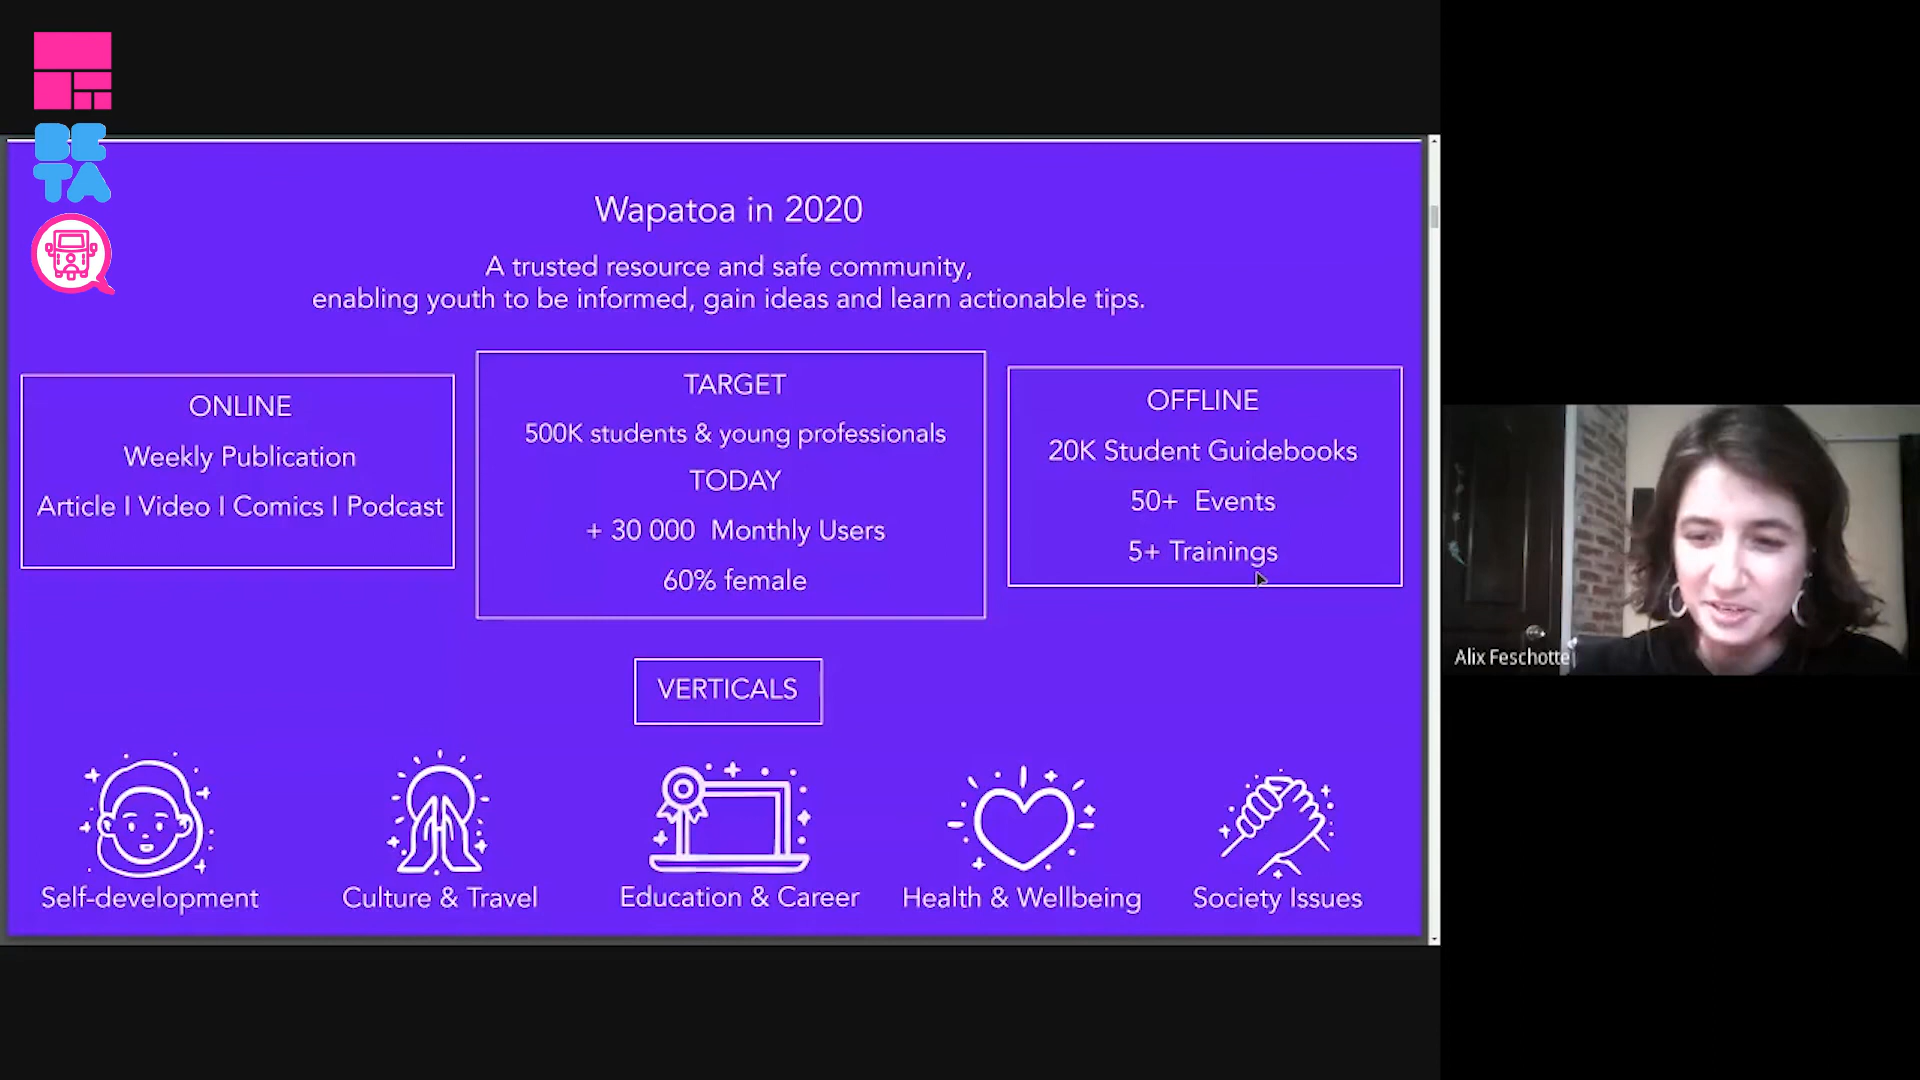 BE
TA
Wapatoa in 2020
A trusted resource and safe community,
enabling youth to be informed, gain ideas and learn actionable tips.
ONLINE
Weekly Publication
Article I Video I Comics I Podcast
TARGET
500K students & young professionals
TODAY
+ 30 000 Monthly Users
60% female
OFFLINE
20K Student Guidebooks
50+ Events
5+ Trainings
VERTICALS
Self-development
Culture & Travel
Education & Career
Health & Wellbeing
Society Issues
Alix Feschotte